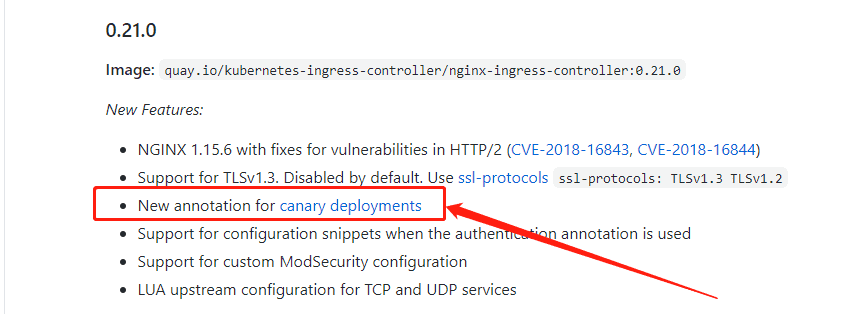 0.21.0
Image: quay.io/kubernetes-ingress-controller/nginx-ingress-controller:0.21.0
New Features:
• NGINX 1.15.6 with fixes for vulnerabilities in HTTP/2 (CVE-2018-16843, CVE-2018-16844)
• Support for TLSv1.3. Disabled by default. Use ssl-protocols ssl-protocols: TLSv1.3 TLSv1.2
• New annotation for canary deployments
• Support for configuration snippets when the authentication annotation is used
• Support for custom ModSecurity configuration
• LUA upstream configuration for TCP and UDP services